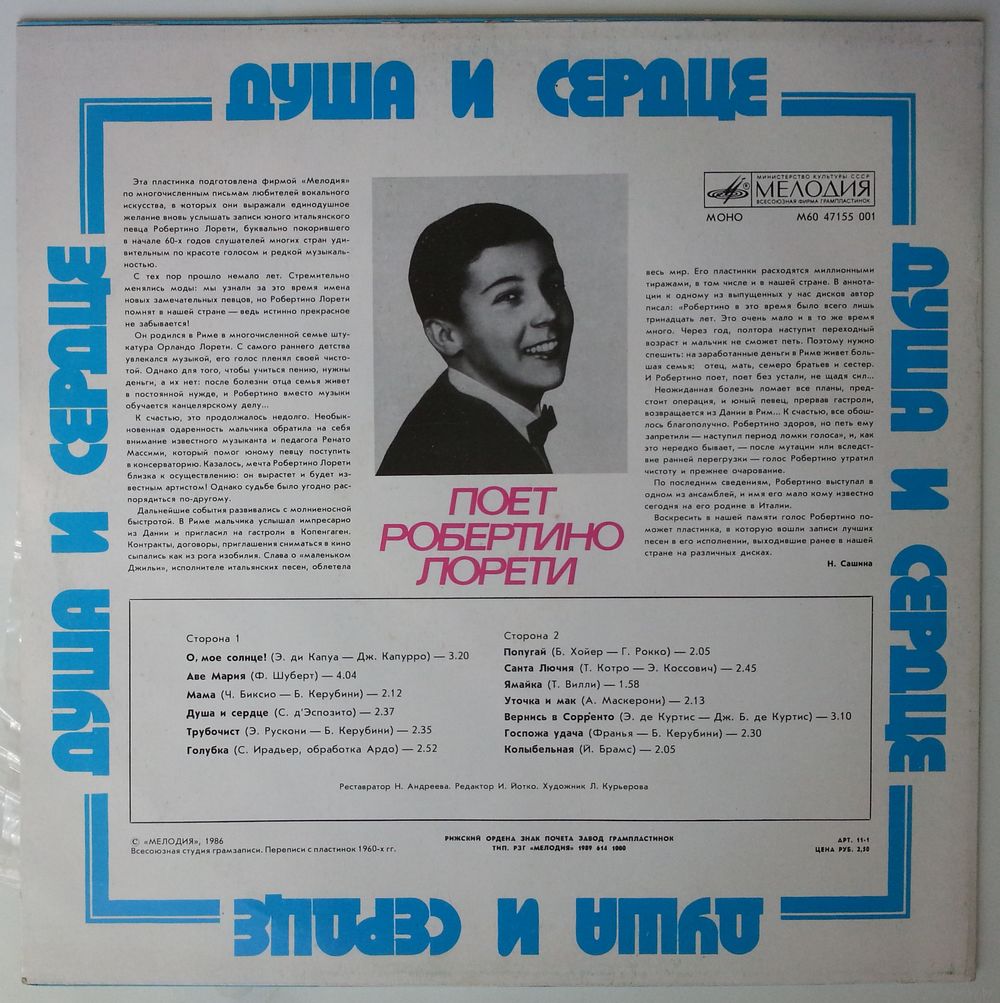 ДУША И СЕРДЦЕ
Эта пластинка подготовлена фирмой «Мелодия»
по многочисленным письмам любителей вокального
искусства, в которых они выражали единодушное
желание вновь услышать записи юного итальянского
певца Робертино Лорети, буквально покорившего
в начале 60-х годов слушателей многих стран уди-
вительным по красоте голосом и редкой музыкаль-
ностью.
С тех пор прошло немало лет. Стремительно
менялись моды: мы узнали за это время имена
новых замечательных певцов, но Робертино Лорети
помнят в нашей стране — ведь истинно прекрасное
не забывается!
Он родился в Риме в многочисленной семье шту-
катура Орландо Лорети. С самого раннего детства
увлекался музыкой, его голос пленял своей чисто-
той. Однако для того, чтобы учиться пению, нужны
деньги, а их нет: после болезни отца семья живет
в постоянной нужде, и Робертино вместо музыки
обучается канцелярскому делу...
К счастью, это продолжалось недолго. Необык-
новенная одаренность мальчика обратила на себя
внимание известного музыканта и педагога Ренато
Массими, который помог юному певцу поступить
в консерваторию. Казалось, мечта Робертино Лорети
близка к осуществлению: он вырастет и будет из-
вестным артистом! Однако судьбе было угодно рас-
порядиться по-другому.
Дальнейшие события развивались с молниеносной
быстротой. В Риме мальчика услышал импресарио
из Дании и пригласил на гастроли в Копенгаген.
Контракты, договоры, приглашения сниматься в кино
сыпались как из рога изобилия. Слава о «маленьком
Джильи», исполнителе итальянских песен, облетела
МИНИСТЕРСТВО КУЛЬТУРЫ СССР
МЕЛОДИЯ
ВСЕСОЮЗНАЯ ФИРМА ГРАМПЛАСТИНОК
МОНО М60 47155 001
весь мир. Его пластинки расходятся миллионными
тиражами, в том числе и в нашей стране. В аннота-
ции к одному из выпущенных у нас дисков автор
писал: «Робертино в это время было всего лишь
тринадцать лет. Это очень мало и в то же время
много. Через год, полтора наступит переходный
возраст и мальчик не сможет петь. Поэтому нужно
спешить: на заработанные деньги в Риме живет боль-
шая семья: отец, мать, семеро братьев и сестер.
И Робертино поет, поет без устали, не щадя сил...
Неожиданная болезнь ломает все планы, пред-
стоит операция, и юный певец, прервав гастроли,
возвращается из Дании в Рим... К счастью, все обош-
лось благополучно. Робертино здоров, но петь ему
запретили — наступил период ломки голоса», и, как
это нередко бывает, — после мутации или вследст-
вие ранней перегрузки — голос Робертино утратил
чистоту и прежнее очарование.
По последним сведениям, Робертино выступал в
одном из ансамблей, и имя его мало кому известно
сегодня на его родине в Италии.
Воскресить в нашей памяти голос Робертино по-
может пластинка, в которую вошли записи лучших
песен в его исполнении, выходившие ранее в нашей
стране на различных дисках.
Н. Сашина
ПОЕТ
РОБЕРТИНО
ЛОРЕТИ
Сторона 1
О, мое солнце! (Э. ди Капуа — Дж. Капурро) — 3.20
Аве Мария (Ф. Шуберт) — 4.04
Мама (Ч. Биксио — Б. Керубини) — 2.12
Душа и сердце (С. д'Эспозито) — 2.37
Трубочист (Э. Рускони — Б. Керубини) — 2.35
Голубка (С. Ирадьер, обработка Ардо) — 2.52
Сторона 2
Попугай (Б. Хойер — Г. Рокко) — 2.05
Санта Лючия (Т. Котро — Э. Коссович) — 2.45
Ямайка (Т. Вилли) — 1.58
Уточка и мак (А. Маскерони) — 2.13
Вернись в Сорренто (Э. де Куртис — Дж. Б. де Куртис) — 3.10
Госпожа удача (Франья — Б. Керубини) — 2.30
Колыбельная (Й. Брамс) — 2.05
Реставратор Н. Андреева. Редактор И. Йотко. Художник Л. Курьерова
© «МЕЛОДИЯ», 1986
Всесоюзная студия грамзаписи. Переписи с пластинок 1960-х гг.
РИЖСКИЙ ОРДЕНА ЗНАК ПОЧЕТА ЗАВОД ГРАМПЛАСТИНОК
ТИП. РЗГ «МЕЛОДИЯ» 1989 614 1000
АРТ. 11-1
ЦЕНА РУБ. 2,50
ДУША И СЕРДЦЕ
ДУША И СЕРДЦЕ
ДУША И СЕРДЦЕ